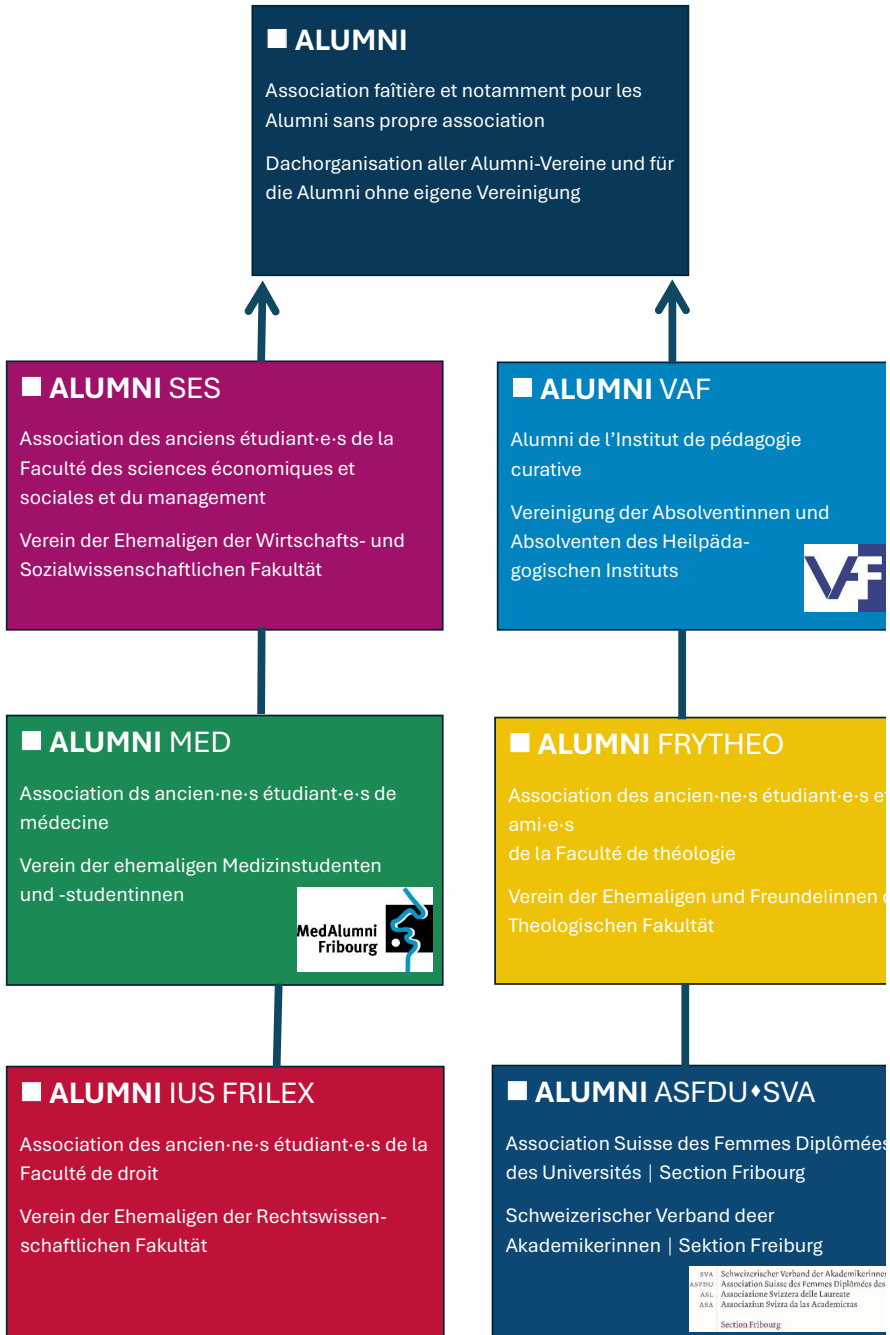 ALUMNI
Association faîtière et notamment pour les
Alumni sans propre association
Dachorganisation aller Alumni-Vereine und für
die Alumni ohne eigene Vereinigung
ALUMNI SES
Association des anciens étudiant·e·s de la
Faculté des sciences économiques et
sociales et du management
Verein der Ehemaligen der Wirtschafts- und
Sozialwissenschaftlichen Fakultät
ALUMNI VAF
Alumni de l’Institut de pédagogie
curative
Vereinigung der Absolventinnen und
Absolventen des Heilpäda-
gogischen Instituts
VAF
ALUMNI MED
Association ds ancien·ne·s étudiant·e·s de
médecine
Verein der ehemaligen Medizinstudenten
und -studentinnen
MedAlumni
Fribourg
ALUMNI FRYTHEO
Association des ancien·ne·s étudiant·e·s et
ami·e·s
de la Faculté de théologie
Verein der Ehemaligen und Freundelinnen
Theologischen Fakultät
ALUMNI IUS FRILEX
Association des ancien·ne·s étudiant·e·s de la
Faculté de droit
Verein der Ehemaligen der Rechtswissen-
schaftlichen Fakultät
ALUMNI ASFDU♦SVA
Association Suisse des Femmes Diplômées
des Universités | Section Fribourg
Schweizerischer Verband deer
Akademikerinnen | Sektion Freiburg
SVA Schweizerischer Verband der Akademikerinnen
ASFDU Association Suisse des Femmes Diplômées des
ASL Associazione Svizzera delle Laureate
ASA Associaziun Svizra da las Academicras
Section Fribourg